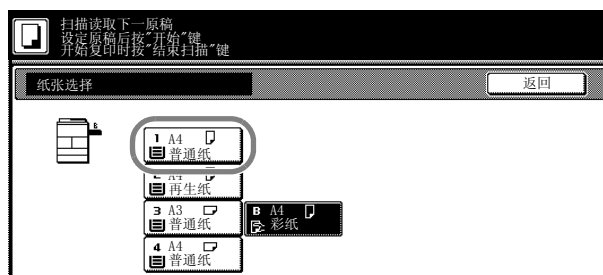 扫描读取下一原稿
设定原稿后按"开始"键
开始复印时按"结束扫描"键
纸张选择
返回
B
1 A4
普通纸
2 A4
再生纸
3 A3
普通纸
B A4
彩纸
4 A4
普通纸